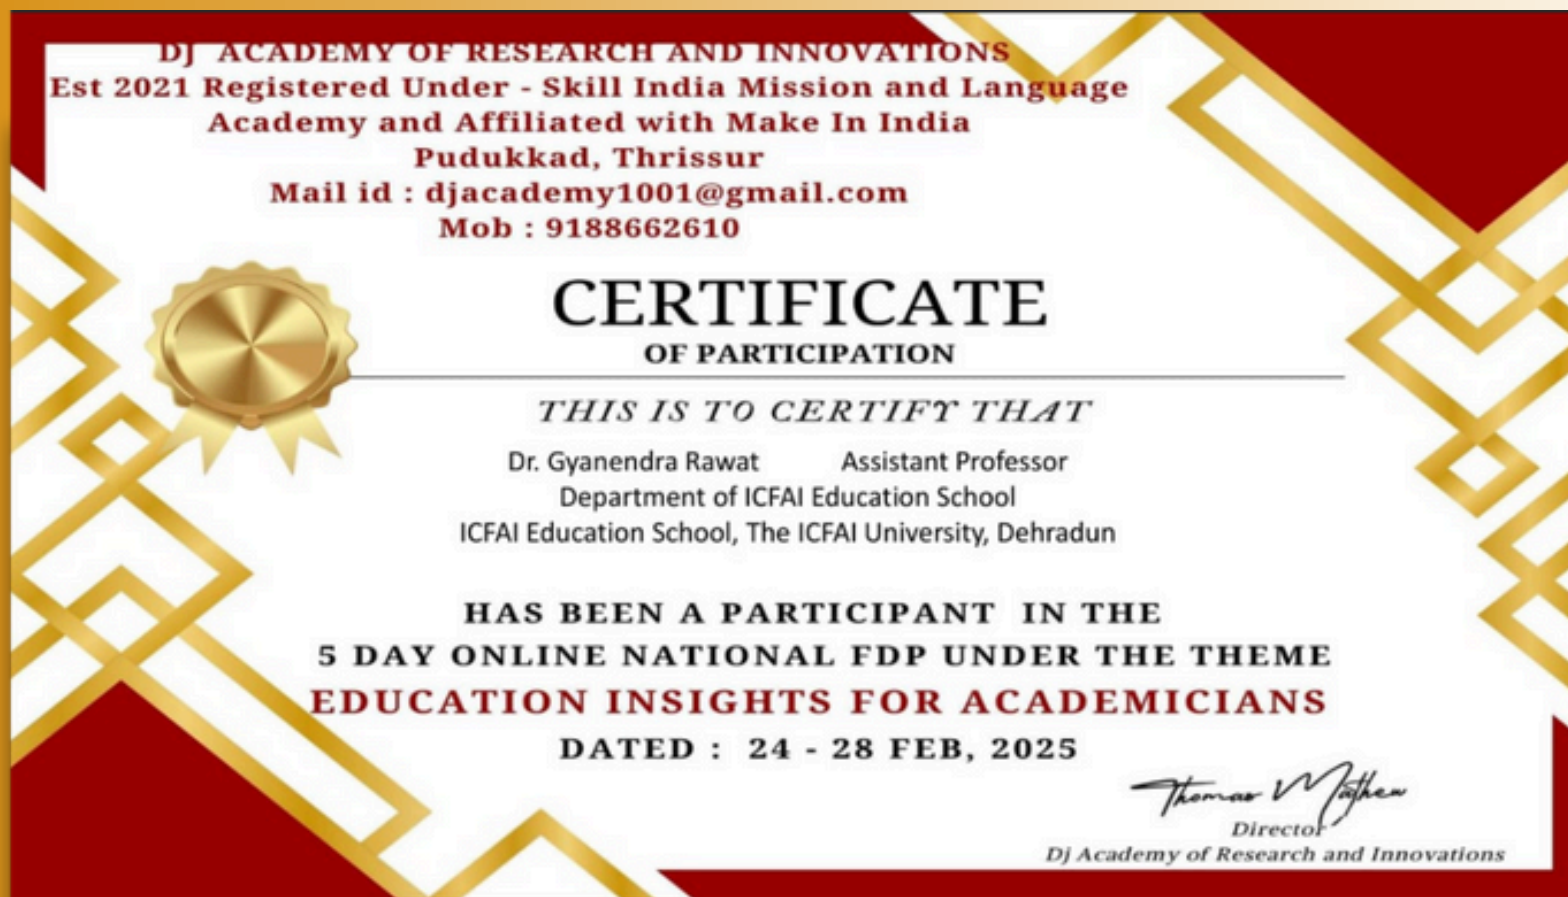 DJ ACADEMY OF RESEARCH AND INNOVATIONS
Est 2021 Registered Under - Skill India Mission and Language
Academy and Affiliated with Make In India
Pudukkad, Thrissur
Mail id : djacademy1001@gmail.com
Mob : 9188662610
CERTIFICATE
OF PARTICIPATION
THIS IS TO CERTIFY THAT
Dr. Gyanendra Rawat Assistant Professor
Department of ICFAI Education School
ICFAI Education School, The ICFAI University, Dehradun
HAS BEEN A PARTICIPANT IN THE
5 DAY ONLINE NATIONAL FDP UNDER THE THEME
EDUCATION INSIGHTS FOR ACADEMICIANS
DATED : 24 - 28 FEB, 2025
Thomas Mathew
Director
Dj Academy of Research and Innovations